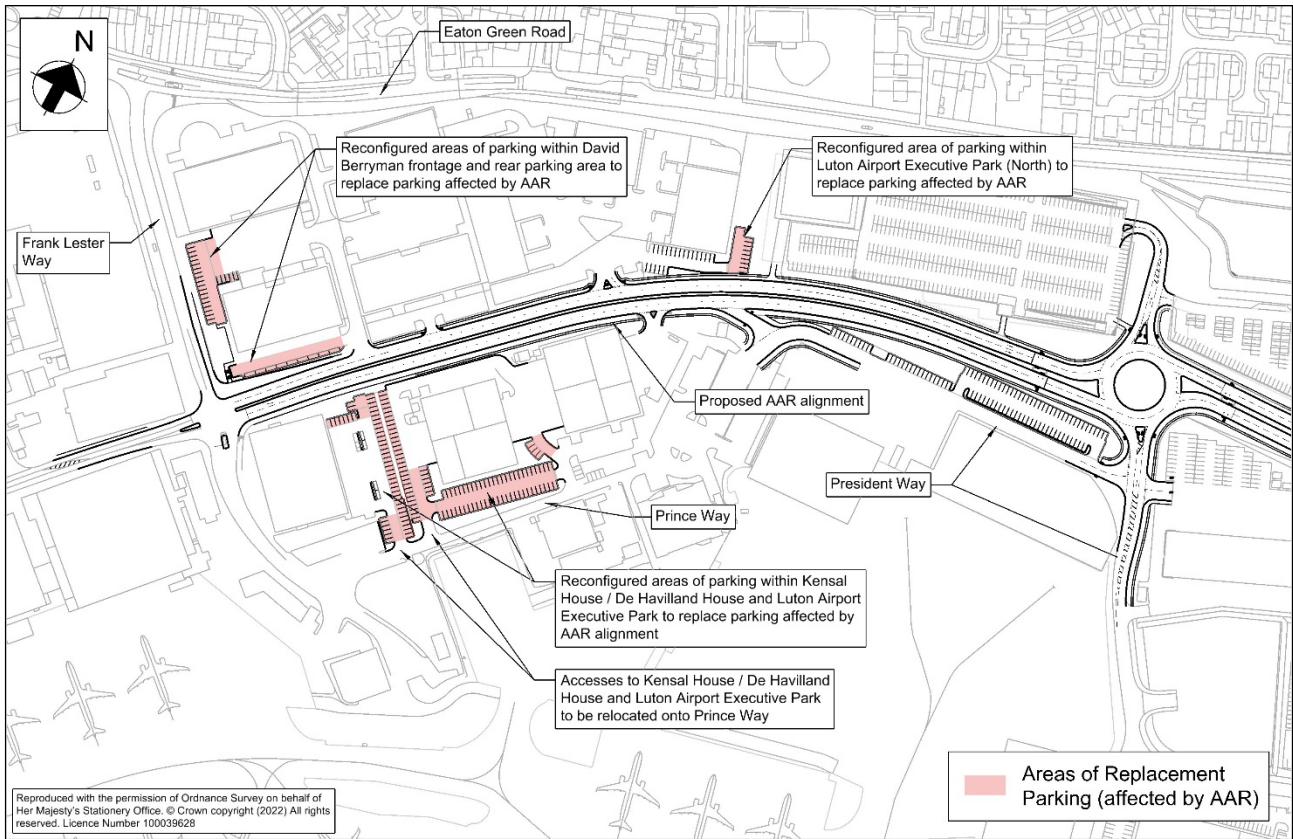 N
Eaton Green Road
Reconfigured areas of parking within David
Berryman frontage and rear parking area to
replace parking affected by AAR
Reconfigured area of parking within
Luton Airport Executive Park (North) to
replace parking affected by AAR
Frank Lester
Way
Proposed AAR alignment
President Way
Prince Way
Reconfigured areas of parking within Kensal
House / De Havilland House and Luton Airport
Executive Park to replace parking affected by
AAR alignment
Accesses to Kensal House / De Havilland
House and Luton Airport Executive Park
to be relocated onto Prince Way
Areas of Replacement
Parking (affected by AAR)
Reproduced with the permission of Ordnance Survey on behalf of
Her Majesty's Stationery Office. © Crown copyright (2022) All rights
reserved. Licence Number 100039628